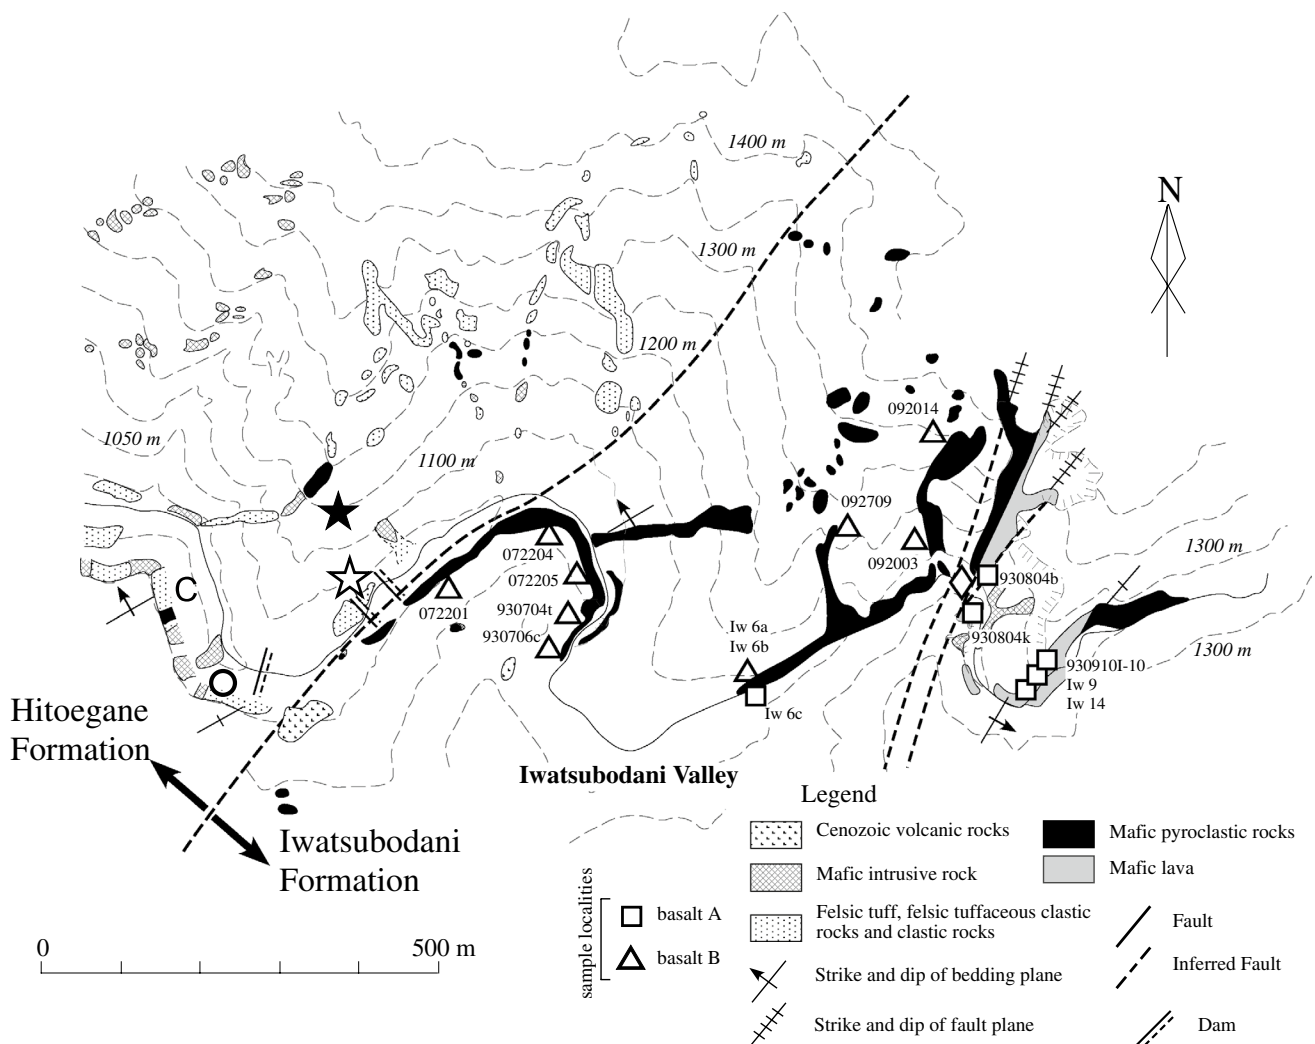 1400 m
N
1300 m
1200 m
092014
1050 m
1100 m
092709
1300 m
072204
092003
C
072205
930804b
072201
930704t
Iw 6a
930804k
930706c
Iw 6b
1300 m
930910I-10
Iw 9
Iw 14
Iw 6c
Hitoegane
Formation
Iwatsubodani Valley
Iwatsubodani
Formation
Legend
Cenozoic volcanic rocks
Mafic pyroclastic rocks
Mafic intrusive rock
Mafic lava
sample localities
basalt A
basalt B
Felsic tuff, felsic tuffaceous clastic
rocks and clastic rocks
Fault
Inferred Fault
Strike and dip of bedding plane
Strike and dip of fault plane
Dam
0
500 m